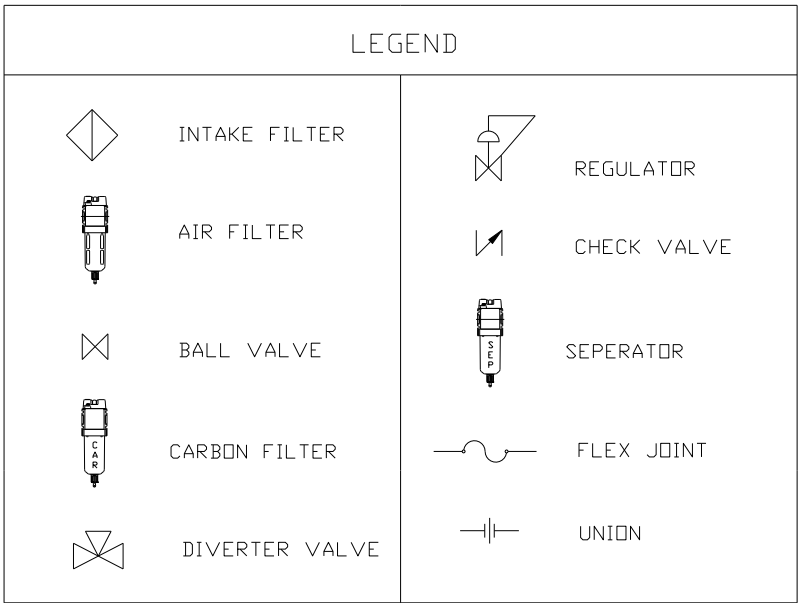 LEGEND
INTAKE FILTER
AIR FILTER
BALL VALVE
CAR
CARBON FILTER
DIVERTER VALVE
REGULATOR
CHECK VALVE
SEP
SEPERATOR
FLEX JOINT
UNION